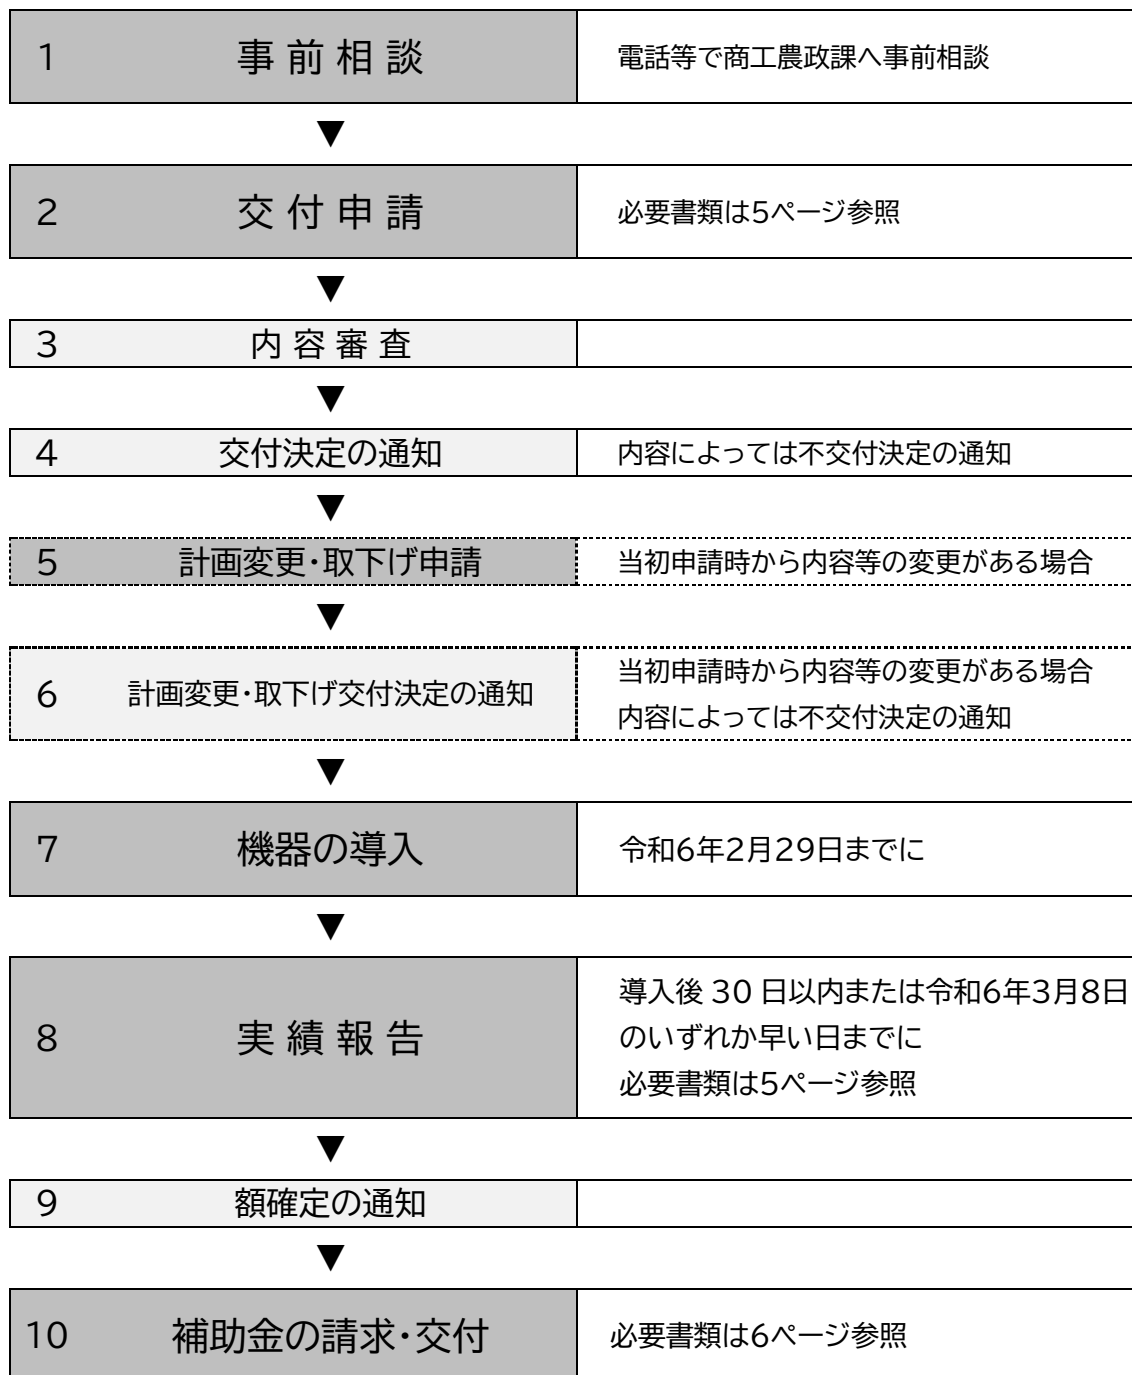 1 事前相談 電話等で商工農政課へ事前相談
▼
2 交付申請 必要書類は5ページ参照
▼
3 内容審査
▼
4 交付決定の通知 内容によっては不交付決定の通知
▼
5 計画変更・取下げ申請 当初申請時から内容等の変更がある場合
▼
6 計画変更・取下げ交付決定の通知 当初申請時から内容等の変更がある場合
内容によっては不交付決定の通知
▼
7 機器の導入 令和6年2月29日までに
▼
8 実績報告 導入後 30 日以内または令和6年3月8日
のいずれか早い日までに
必要書類は5ページ参照
▼
9 額確定の通知
▼
10 補助金の請求・交付 必要書類は6ページ参照